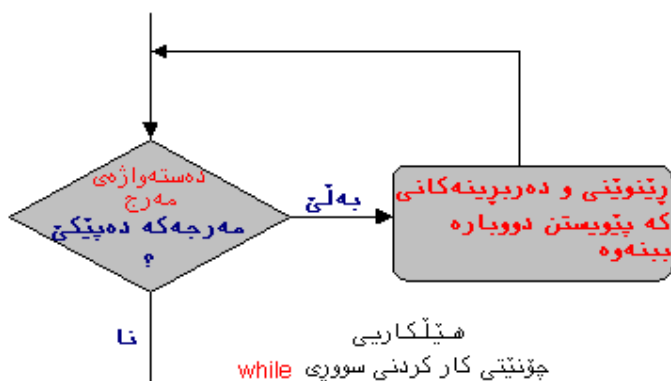 دەستەواژەی
مەرج
مەرجەکە دەپێکێ
؟
بەڵێ
ڕێنوێنی و دەربڕینەکانی
کە پێویستن دووبارە
ببنەوە
نا
هێڵکاریی
چۆنێتی کار کردنی سووڕی while